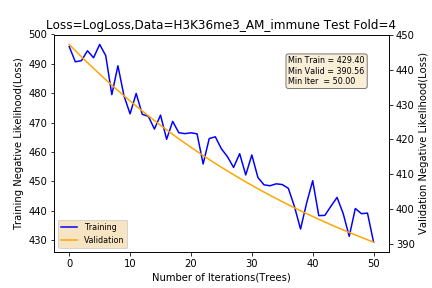 Loss=LogLoss,Data=H3K36me3_AM_immune Test Fold=4
Training Negative Likelihood(Loss)
500
490
480
470
460
450
440
430
Min Train = 429.40
Min Valid = 390.56
Min Iter = 50.00
Training
Validation
450
440
430
420
410
400
390
Validation Negative Likelihood(Loss)
0 10 20 30 40 50
Number of Iterations(Trees)